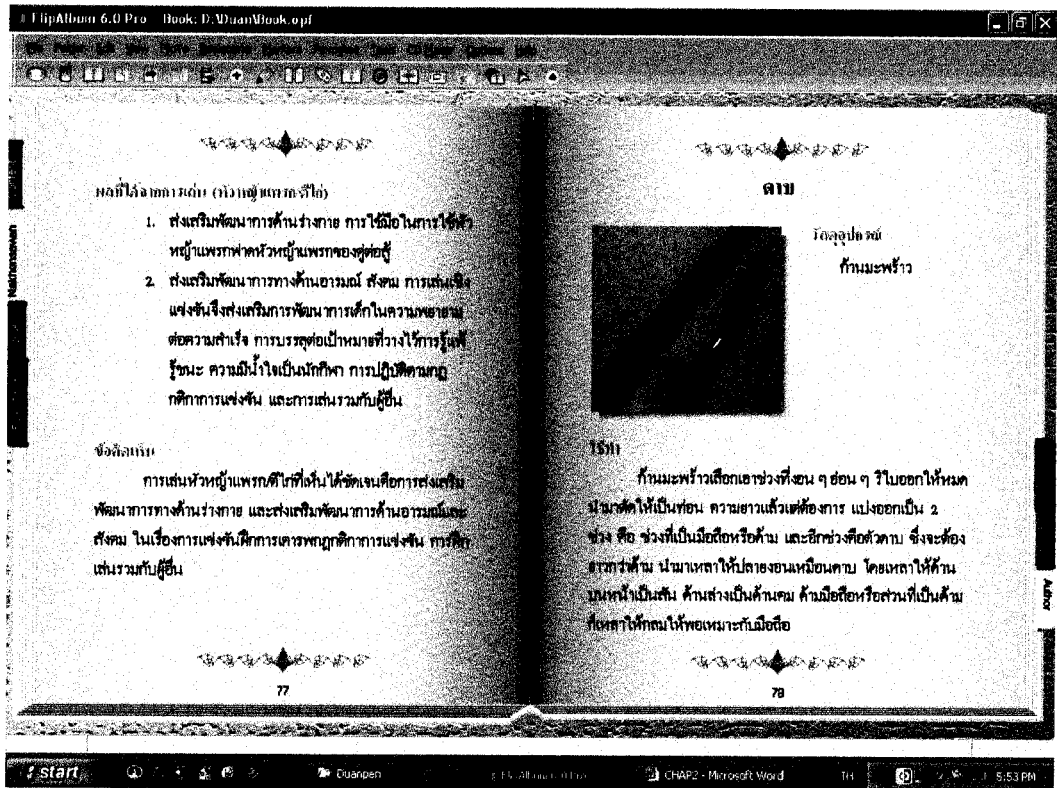 FlipAlbum 6.0 Pro Book: D:\Duan\Book.opf
ผลที่ได้จากการเล่น (หัวหญ้าแพรกตีไก่)
1. ส่งเสริมพัฒนาการด้านร่างกาย การใช้มือในการใช้หัว
หญ้าแพรกฟาดหัวหญ้าแพรกของคู่ต่อสู้
2. ส่งเสริมพัฒนาการทางด้านอารมณ์ สังคม การเล่นเชิง
แข่งขันจึงส่งเสริมการพัฒนาการเด็กในความพยายาม
ต่อความสำเร็จ การบรรลุต่อเป้าหมายที่วางไว้การรู้แพ้
รู้ชนะ ความมีน้ำใจเป็นนักกีฬา การปฏิบัติตามกฎ
กติกาการแข่งขัน และการเล่นรวมกับผู้อื่น
ข้อคิดเห็น
การเล่นหัวหญ้าแพรกตีไก่ที่เห็นได้ชัดเจนคือการส่งเสริม
พัฒนาการทางด้านร่างกาย และส่งเสริมพัฒนาการด้านอารมณ์และ
สังคม ในเรื่องการแข่งขันฝึกการเคารพกฎกติกาการแข่งขัน การฝึก
เล่นรวมกับผู้อื่น
77
ดาบ
วัสดุอุปกรณ์
ก้านมะพร้าว
วิธีทำ
ก้านมะพร้าวเลือกเอาช่วงที่งอน ๆ อ่อน ๆ ริใบออกให้หมด
นำมาตัดให้เป็นท่อน ความยาวแล้วแต่ต้องการ แบ่งออกเป็น 2
ช่วง คือ ช่วงที่เป็นมือถือหรือด้าม และอีกช่วงคือตัวดาบ ซึ่งจะต้อง
ยาวกว่าด้าม นำมาเหลาให้ปลายงอนเหมือนดาบ โดยเหลาให้ด้าน
บนหน้าเป็นสัน ด้านล่างเป็นด้านคม ด้ามมือถือหรือส่วนที่เป็นด้าม
ก็เหลาให้กลมให้พอเหมาะกับมือถือ
78
Author
start
Duanpen
FlipAlbum 6.0 Pro
CHAP2 - Microsoft Word
TH
5:53 PM